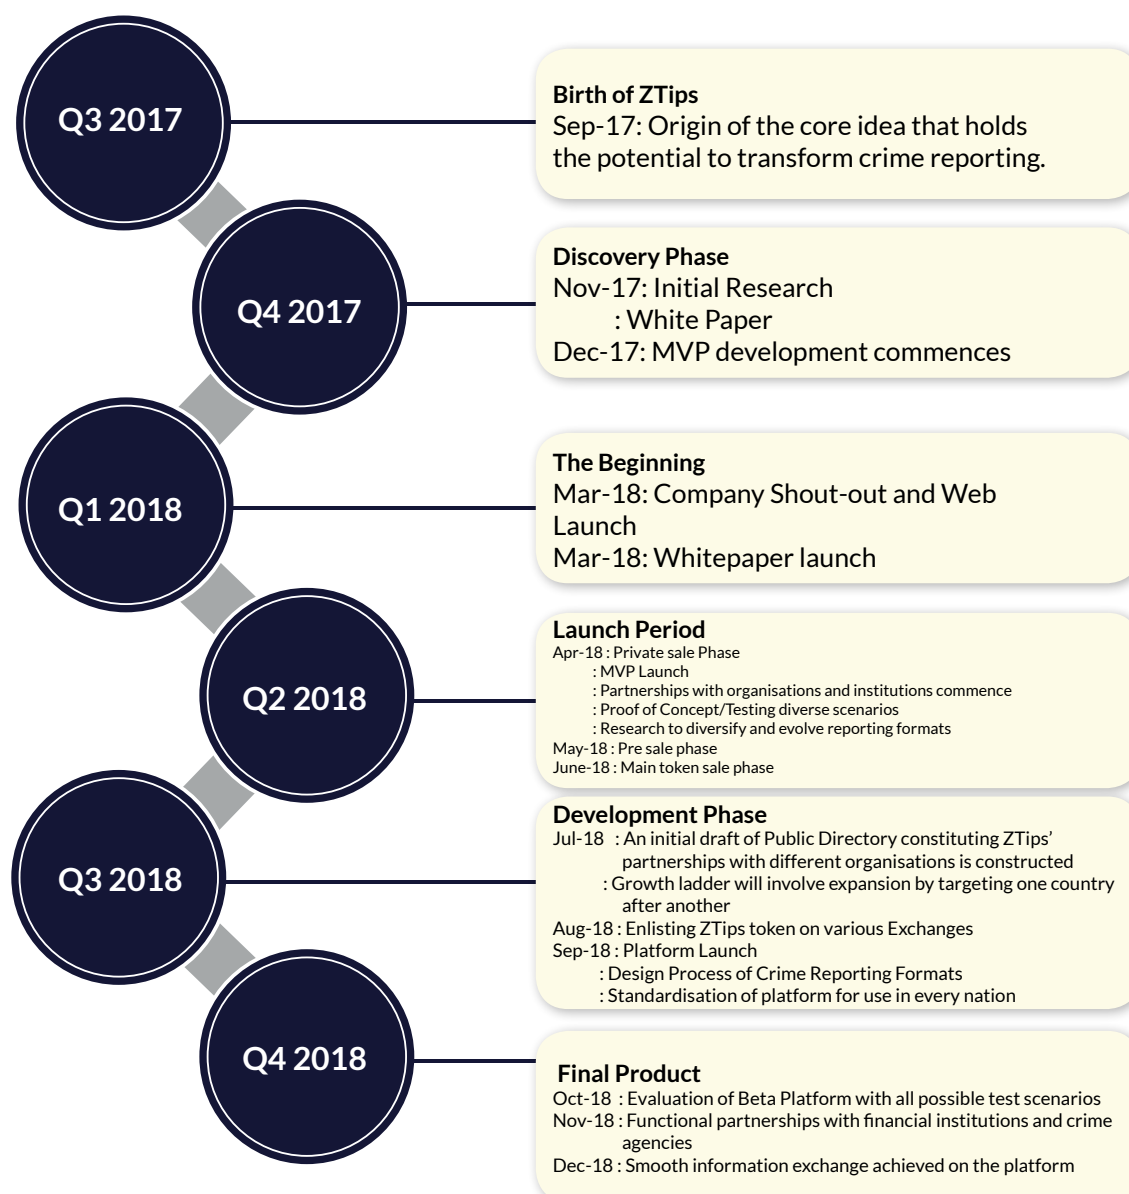 Q3 2017
Birth of ZTips
Sep-17: Origin of the core idea that holds
the potential to transform crime reporting.
Q4 2017
Discovery Phase
Nov-17: Initial Research
: White Paper
Dec-17: MVP development commences
Q1 2018
The Beginning
Mar-18: Company Shout-out and Web
Launch
Mar-18: Whitepaper launch
Q2 2018
Launch Period
Apr-18 : Private sale Phase
: MVP Launch
: Partnerships with organisations and institutions commence
: Proof of Concept/Testing diverse scenarios
: Research to diversify and evolve reporting formats
May-18 : Pre sale phase
June-18 : Main token sale phase
Q3 2018
Development Phase
Jul-18 : An initial draft of Public Directory constituting ZTips’
partnerships with different organisations is constructed
: Growth ladder will involve expansion by targeting one country
after another
Aug-18 : Enlisting ZTips token on various Exchanges
Sep-18 : Platform Launch
: Design Process of Crime Reporting Formats
: Standardisation of platform for use in every nation
Q4 2018
Final Product
Oct-18 : Evaluation of Beta Platform with all possible test scenarios
Nov-18 : Functional partnerships with financial institutions and crime
agencies
Dec-18 : Smooth information exchange achieved on the platform